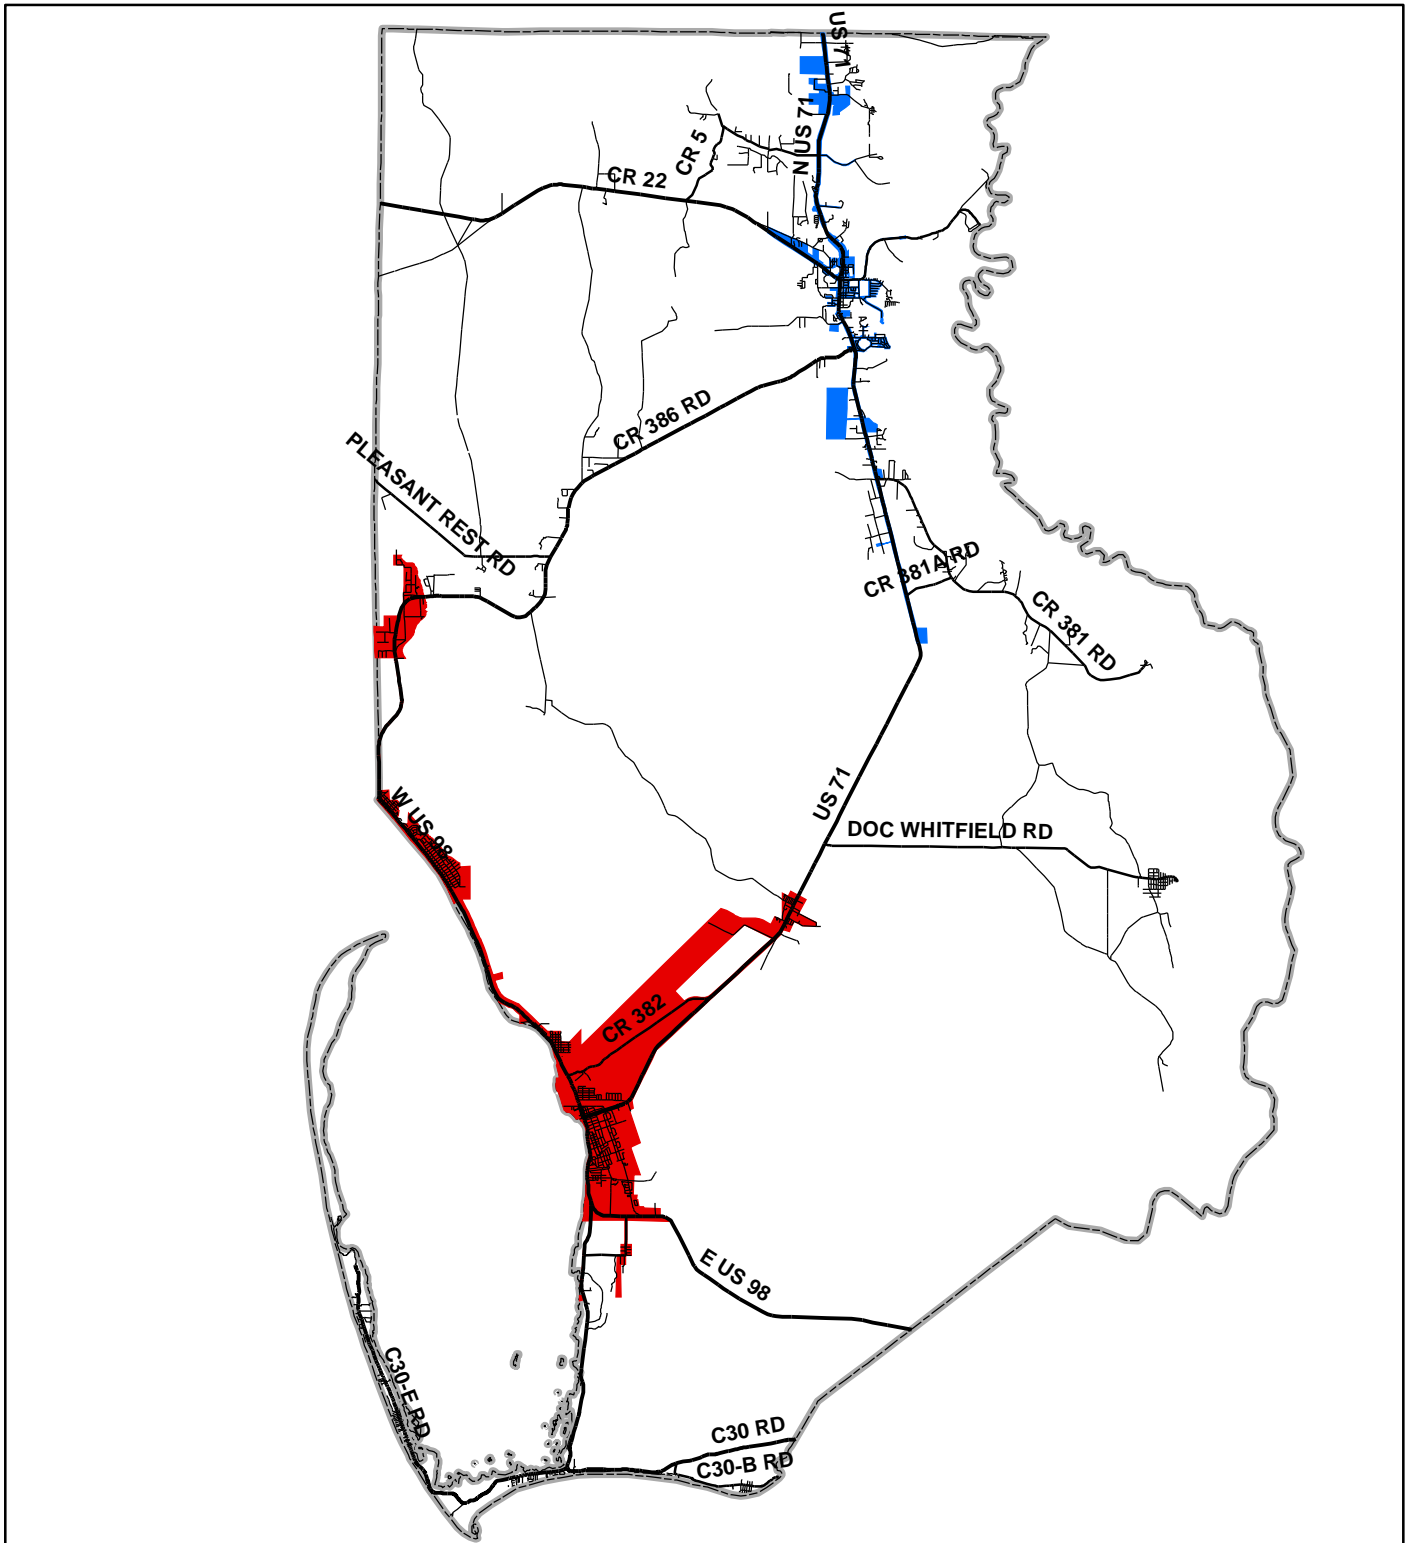 US 71
N US 71
CR 5
CR 22
CR 386 RD
PLEASANT REST RD
CR 381A RD
CR 381 RD
US 71
W US 98
DOC WHITFIELD RD
CR 382
E US 98
C30-E RD
C30 RD
C30-B RD